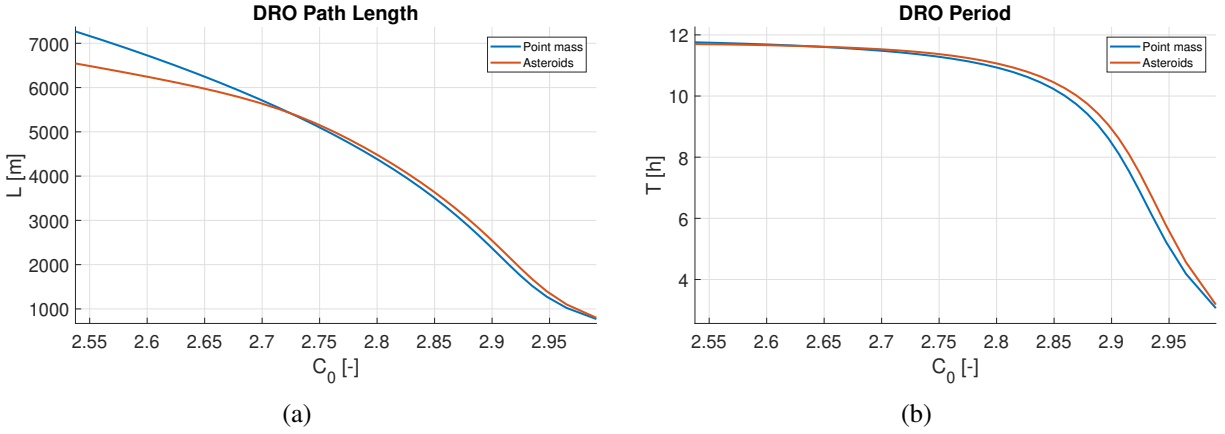 DRO Path Length
7000
6000
5000
4000
3000
2000
1000
L [m]
Point mass
Asteroids
2.55 2.6 2.65 2.7 2.75 2.8 2.85 2.9 2.95
C0 [-]
(a)
DRO Period
12
10
8
6
4
T [h]
Point mass
Asteroids
2.55 2.6 2.65 2.7 2.75 2.8 2.85 2.9 2.95
C0 [-]
(b)